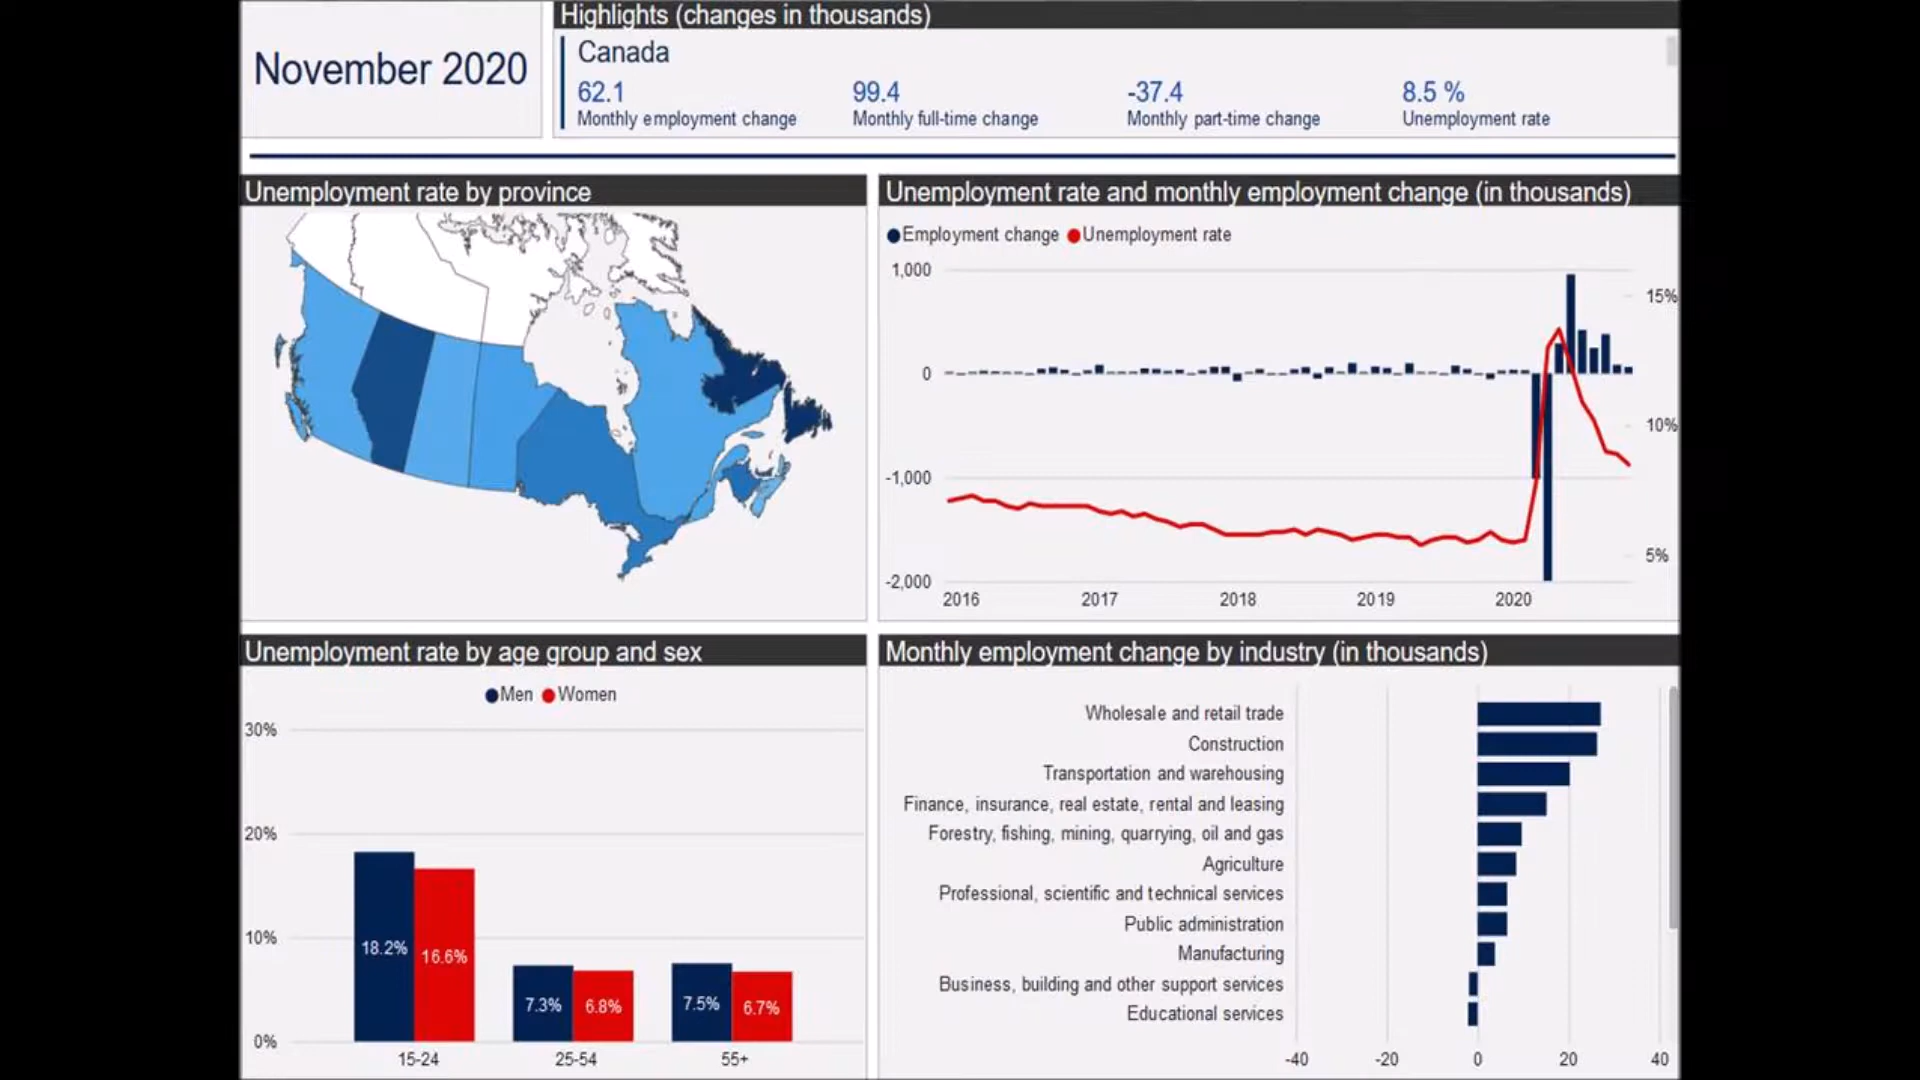 November 2020
Highlights (changes in thousands)
Canada
62.1 99.4 -37.4 8.5 %
Monthly employment change Monthly full-time change Monthly part-time change Unemployment rate
Unemployment rate by province
Unemployment rate and monthly employment change (in thousands)
Employment change Unemployment rate
1,000
15%
0
10%
-1,000
5%
-2,000
2016 2017 2018 2019 2020
Unemployment rate by age group and sex
Men Women
30%
20%
10%
0%
18.2% 16.6% 7.3% 6.8% 7.5% 6.7%
15-24 25-54 55+
Monthly employment change by industry (in thousands)
Wholesale and retail trade
Construction
Transportation and warehousing
Finance, insurance, real estate, rental and leasing
Forestry, fishing, mining, quarrying, oil and gas
Agriculture
Professional, scientific and technical services
Public administration
Manufacturing
Business, building and other support services
Educational services
-40 -20 0 20 40